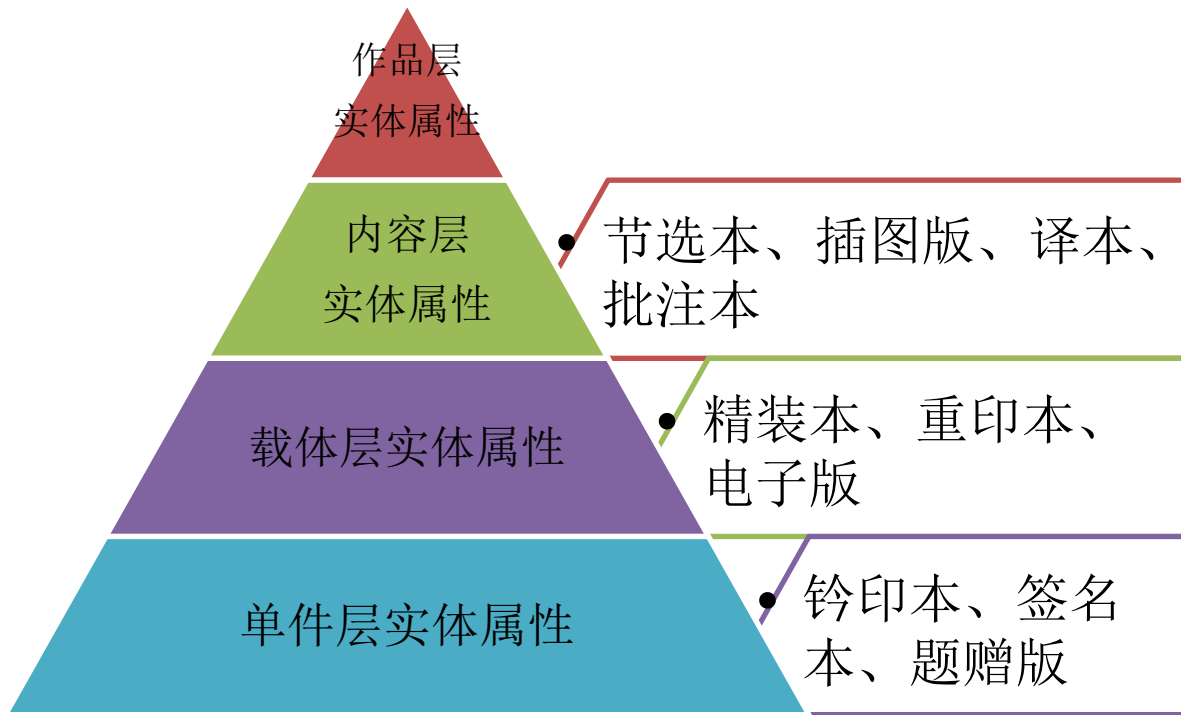 作品层
实体属性
内容层
实体属性
节选本、插图版、译本、
批注本
载体层实体属性
精装本、重印本、
电子版
单件层实体属性
钤印本、签名
本、题赠版